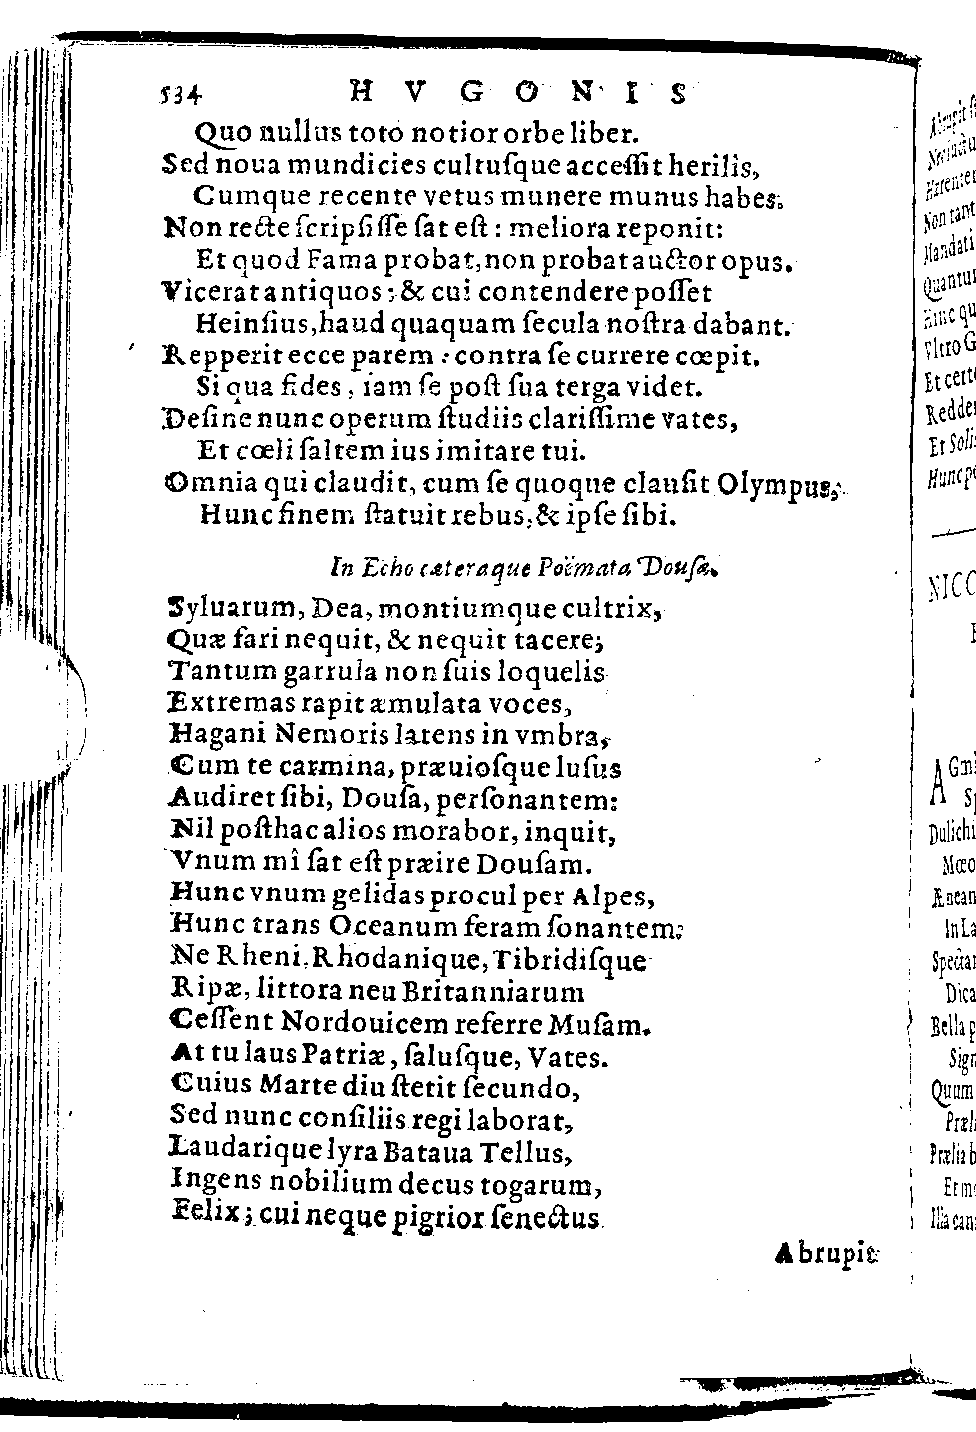 534 HVGONIS
Quo nullus toto notior orbe liber.
Sed noua mundicies cultuſque acceſſit herilis,
Cumque recente vetus munere munus habes.
Non recte ſcripſiſſe ſat eſt : meliora reponit:
Et quod Fama probat, non probat auctor opus.
Vicerat antiquos ; & cui contendere poſſet
Heinſius, haud quaquam ſecula noſtra dabant.
Repperit ecce parem : contra ſe currere cœpit.
Si qua fides, iam ſe poſt ſua terga videt.
Deſine nunc operum ſtudiis clariſſime vates,
Et cœli ſaltem ius imitare tui.
Omnia qui claudit, cum ſe quoque clauſit Olympus,
Hunc finem ſtatuit rebus, & ipſe ſibi.
In Echo cæteraque Poëmata Douſæ.
Syluarum, Dea, montiumque cultrix,
Quæ fari nequit, & nequit tacere;
Tantum garrula non ſuis loquelis
Extremas rapit æmulata voces,
Hagani Nemoris latens in vmbra,
Cum te carmina, præuioſque luſus
Audiret ſibi, Douſa, perſonantem:
Nil poſthac alios morabor, inquit,
Vnum mî ſat eſt præire Douſam.
Hunc vnum gelidas procul per Alpes,
Hunc trans Oceanum feram ſonantem:
Ne Rheni, Rhodanique, Tibridiſque
Ripæ, littora neu Britanniarum
Ceſſent Nordouicem referre Muſam.
At tu laus Patriæ, ſaluſque, Vates.
Cuius Marte diu ſtetit ſecundo,
Sed nunc conſiliis regi laborat,
Laudarique lyra Bataua Tellus,
Ingens nobilium decus togarum,
Felix; cui neque pigrior ſenectus
Abrupit